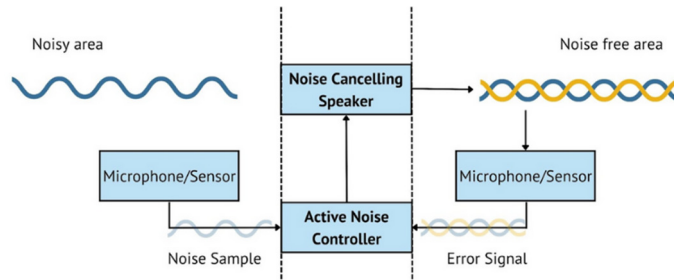 Noisy area
Noise free area
Noise Cancelling
Speaker
Microphone/Sensor
Microphone/Sensor
Active Noise
Controller
Noise Sample
Error Signal